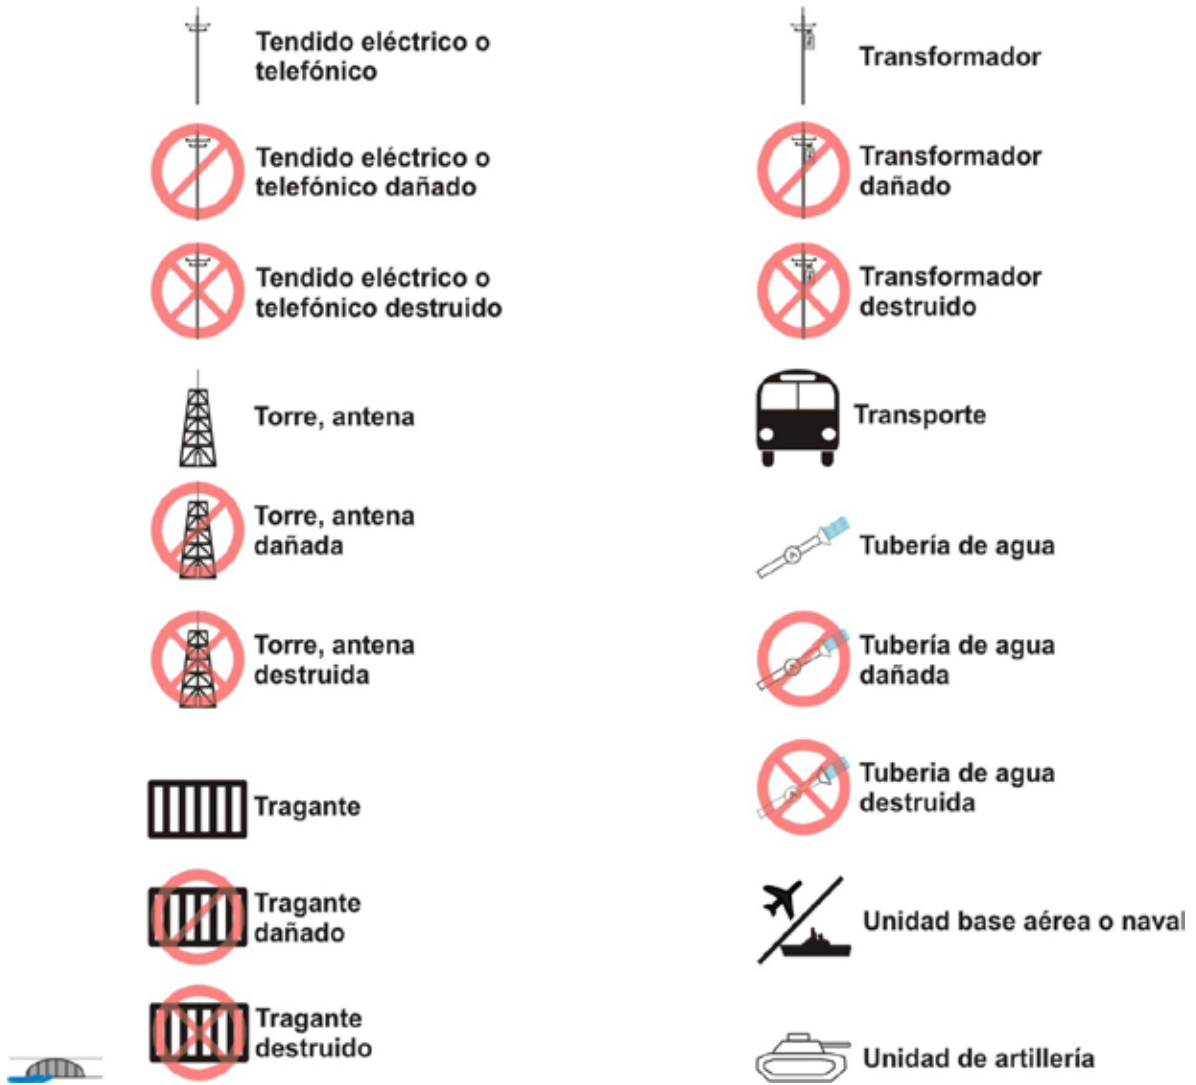 Tendido eléctrico o
telefónico
Tendido eléctrico o
telefónico dañado
Tendido eléctrico o
telefónico destruido
Torre, antena
Torre, antena
dañada
Torre, antena
destruida
Tragante
Tragante
dañado
Tragante
destruido
Transformador
Transformador
dañado
Transformador
destruido
Transporte
Tubería de agua
Tubería de agua
dañada
Tuberia de agua
destruida
Unidad base aérea o naval
Unidad de artillería